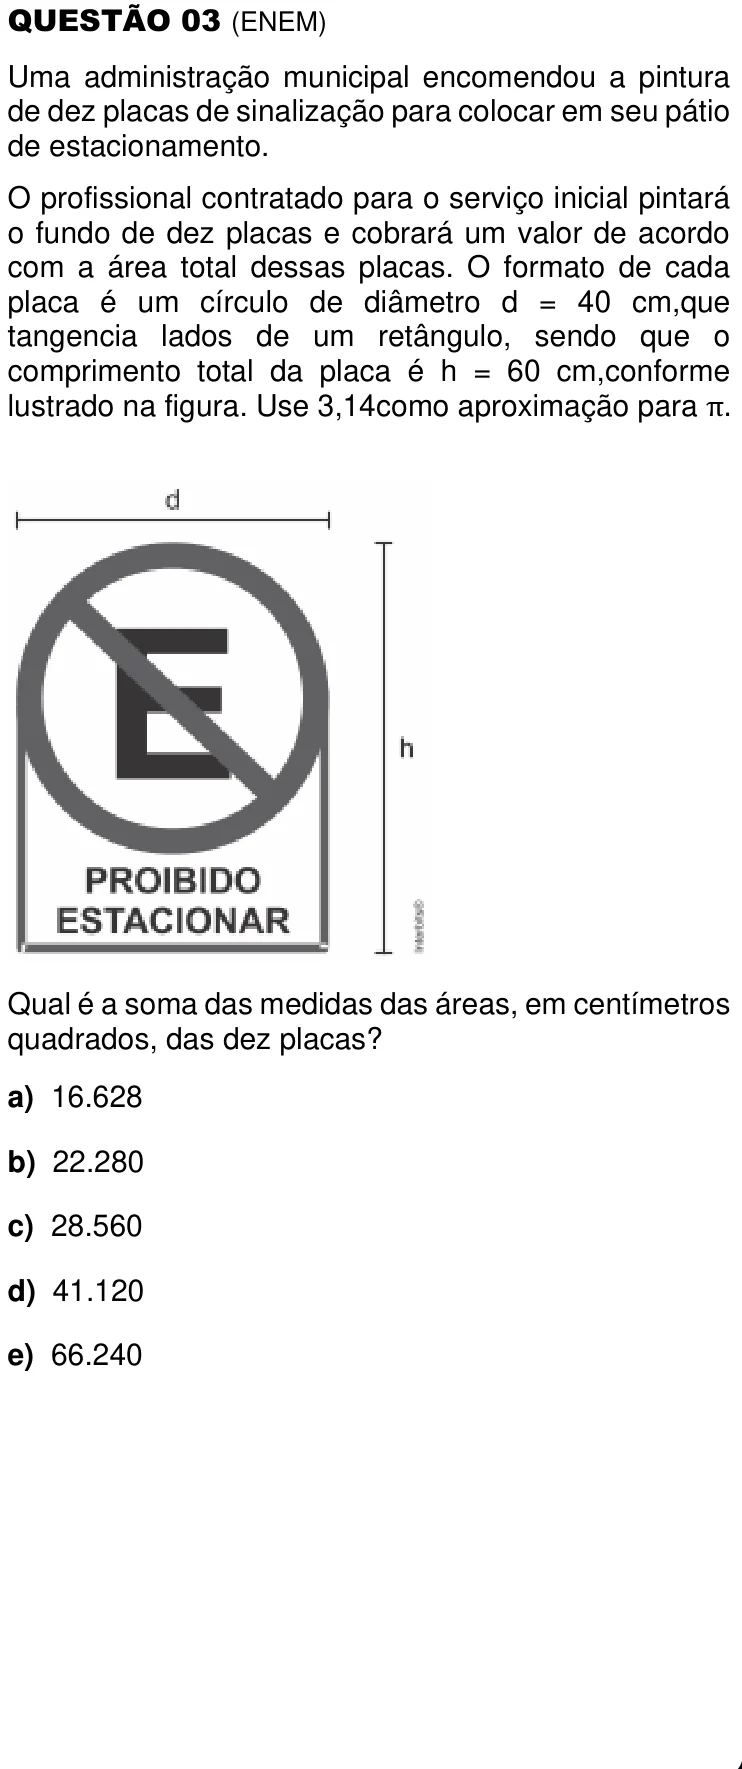 QUESTÃO 03 (ENEM)
Uma administração municipal encomendou a pintura
de dez placas de sinalização para colocar em seu pátio
de estacionamento.
O profissional contratado para o serviço inicial pintará
o fundo de dez placas e cobrará um valor de acordo
com a área total dessas placas. O formato de cada
placa é um círculo de diâmetro d = 40 cm,que
tangencia lados de um retângulo, sendo que o
comprimento total da placa é h = 60 cm,conforme
lustrado na figura. Use 3,14como aproximação para π.
d
E
h
PROIBIDO
ESTACIONAR
Interbits©
Qual é a soma das medidas das áreas, em centímetros
quadrados, das dez placas?
a) 16.628
b) 22.280
c) 28.560
d) 41.120
e) 66.240